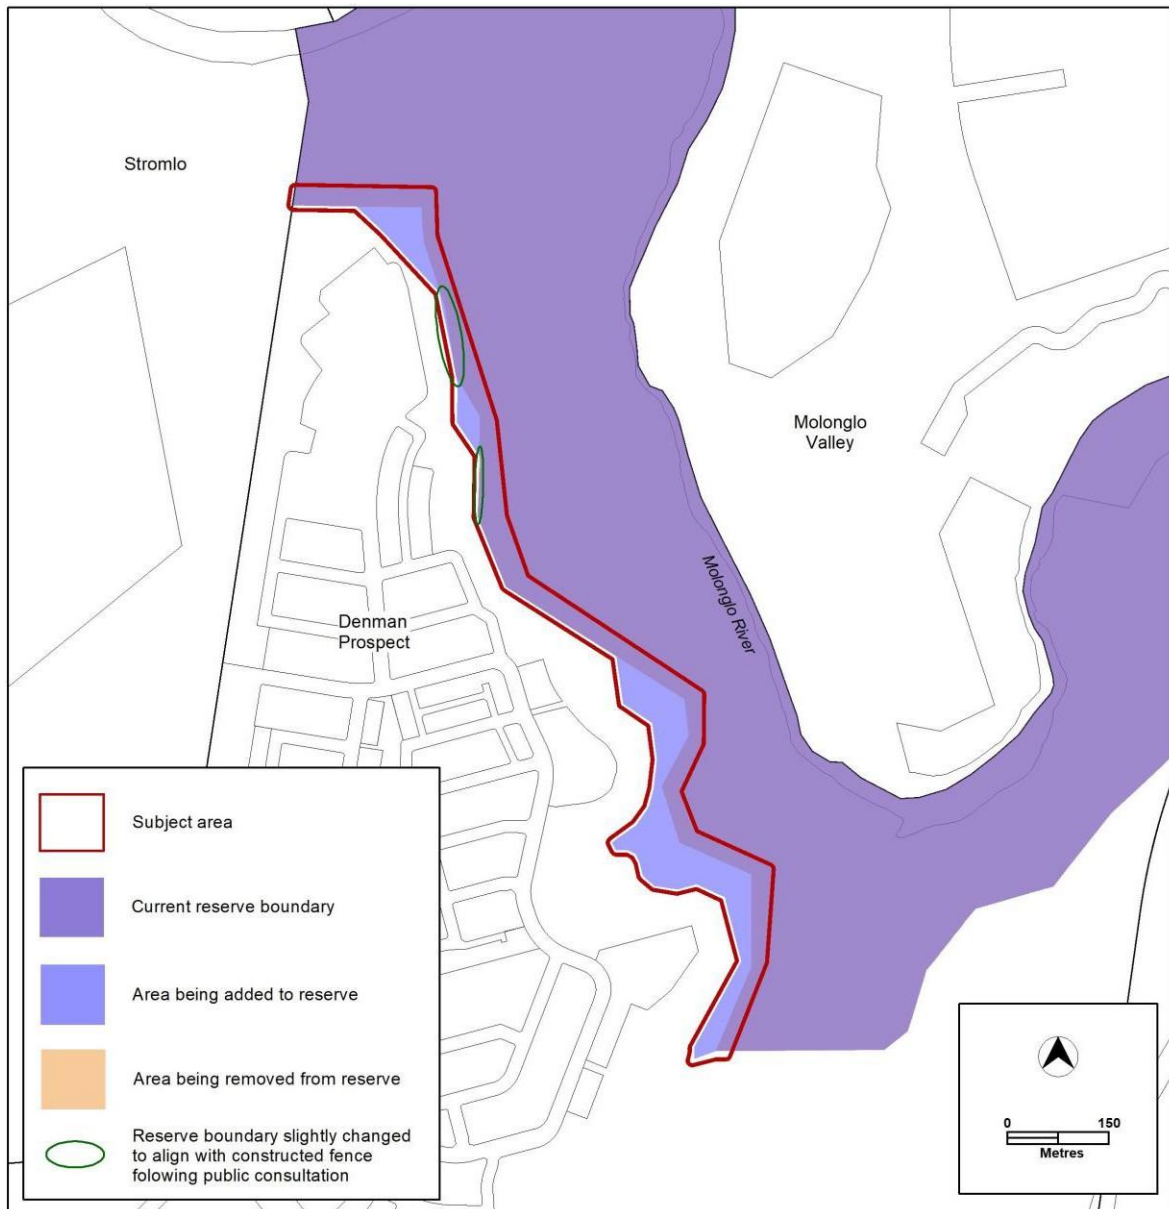 Stromlo
Molonglo
Valley
Molonglo River
Denman
Prospect
Subject area
Current reserve boundary
Area being added to reserve
Area being removed from reserve
Reserve boundary slightly changed
to align with constructed fence
folowing public consultation
0 150
Metres